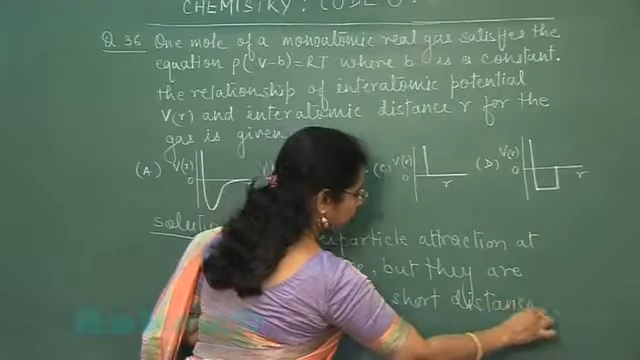 CHEMISTRY: CODE 0.
Q 36 One mole of a monoatomic real gas satisfies the
equation p(V-b)=RT where b is a constant.
the relationship of interatomic potential
V(r) and interatomic distance r for the
gas is given
(A) V(r) 0 (C) V(r) 0 r (D) V(r) 0 r
solution
particle attraction at
, but they are
short distance